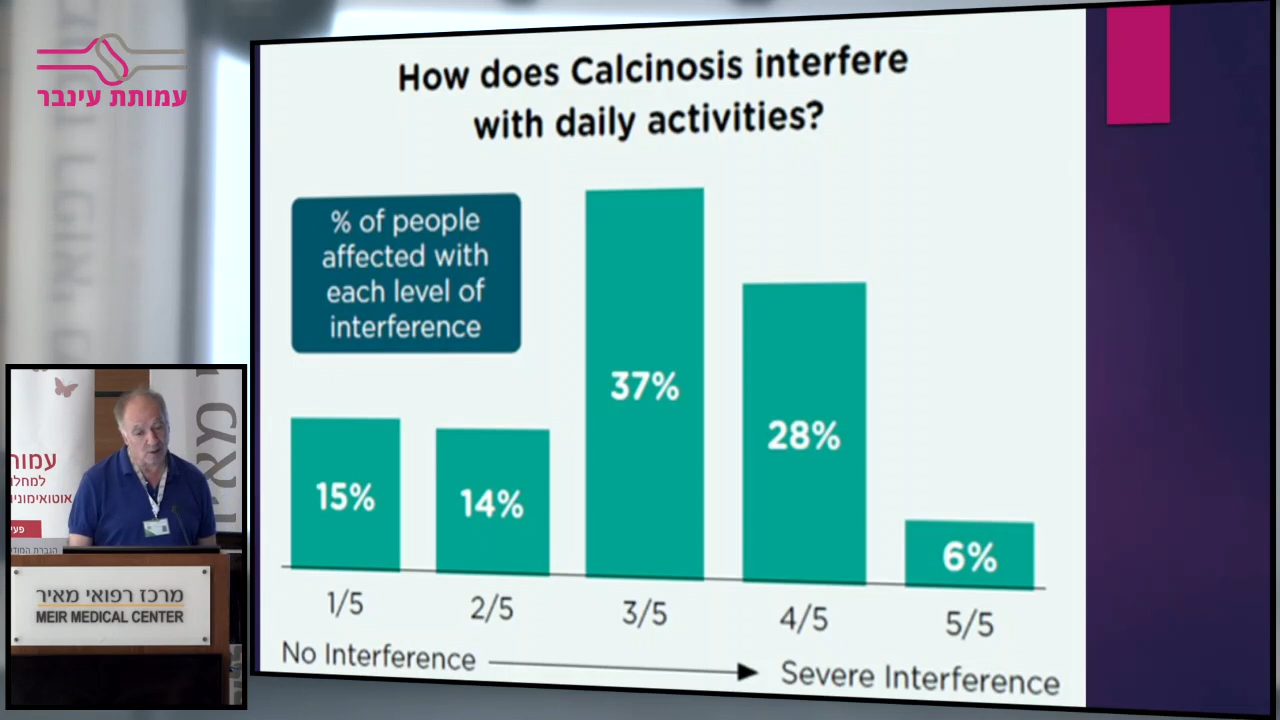 עמותת עינבר
How does Calcinosis interfere
with daily activities?
% of people
affected with
each level of
interference
15%
14%
37%
28%
6%
1/5
2/5
3/5
4/5
5/5
No Interference
Severe Interference
מרכז רפואי מאיר
MEIR MEDICAL CENTER